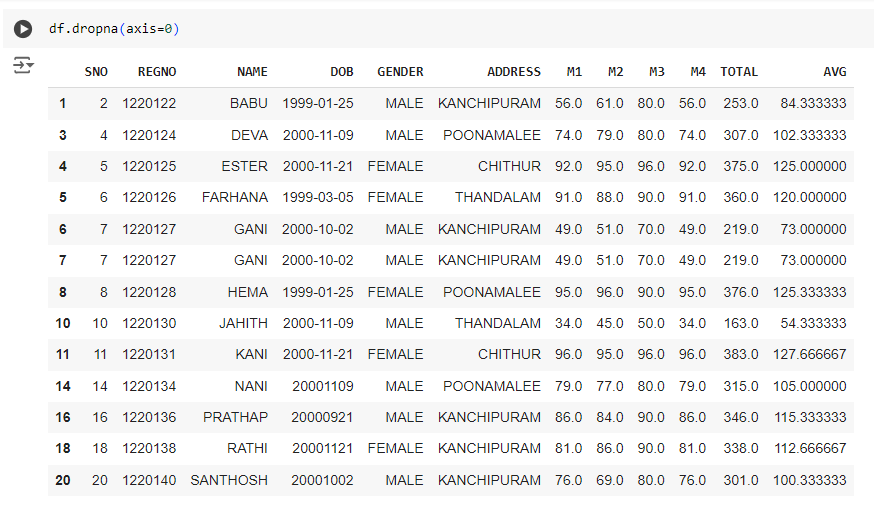 df.dropna(axis=0)
SNO REGNO NAME DOB GENDER ADDRESS M1 M2 M3 M4 TOTAL AVG
1 2 1220122 BABU 1999-01-25 MALE KANCHIPURAM 56.0 61.0 80.0 56.0 253.0 84.333333
3 4 1220124 DEVA 2000-11-09 MALE POONAMALEE 74.0 79.0 80.0 74.0 307.0 102.333333
4 5 1220125 ESTER 2000-11-21 FEMALE CHITHUR 92.0 95.0 96.0 92.0 375.0 125.000000
5 6 1220126 FARHANA 1999-03-05 FEMALE THANDALAM 91.0 88.0 90.0 91.0 360.0 120.000000
6 7 1220127 GANI 2000-10-02 MALE KANCHIPURAM 49.0 51.0 70.0 49.0 219.0 73.000000
7 7 1220127 GANI 2000-10-02 MALE KANCHIPURAM 49.0 51.0 70.0 49.0 219.0 73.000000
8 8 1220128 HEMA 1999-01-25 FEMALE POONAMALEE 95.0 96.0 90.0 95.0 376.0 125.333333
10 10 1220130 JAHITH 2000-11-09 MALE THANDALAM 34.0 45.0 50.0 34.0 163.0 54.333333
11 11 1220131 KANI 2000-11-21 FEMALE CHITHUR 96.0 95.0 96.0 96.0 383.0 127.666667
14 14 1220134 NANI 20001109 MALE POONAMALEE 79.0 77.0 80.0 79.0 315.0 105.000000
16 16 1220136 PRATHAP 20000921 MALE KANCHIPURAM 86.0 84.0 90.0 86.0 346.0 115.333333
18 18 1220138 RATHI 20001121 FEMALE KANCHIPURAM 81.0 86.0 90.0 81.0 338.0 112.666667
20 20 1220140 SANTHOSH 20001002 MALE KANCHIPURAM 76.0 69.0 80.0 76.0 301.0 100.333333